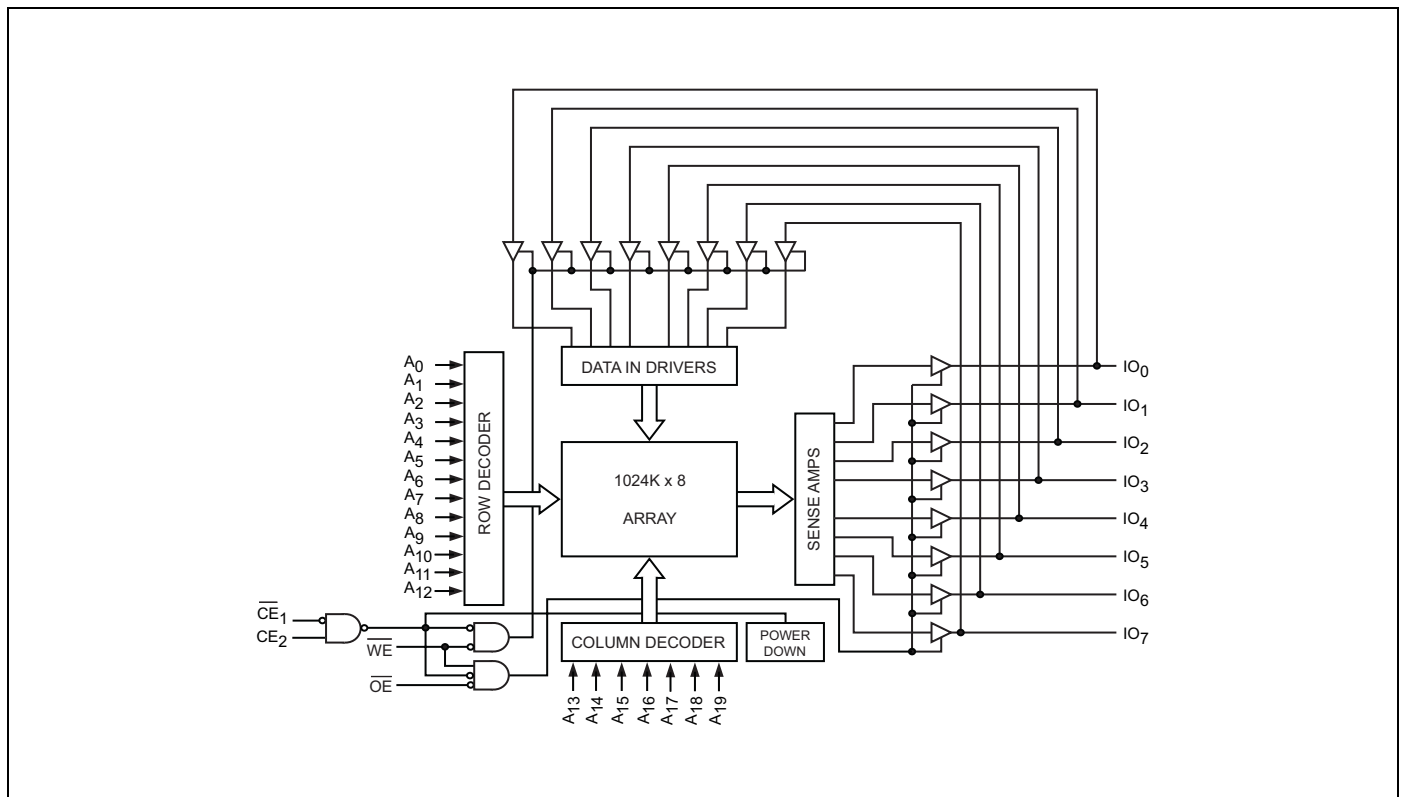 DATA IN DRIVERS
A0
A1
A2
A3
A4
A5
A6
A7
A8
A9
A10
A11
A12
ROW DECODER
1024K x 8
ARRAY
SENSE AMPS
IO0
IO1
IO2
IO3
IO4
IO5
IO6
IO7
CE1
CE2
WE
OE
COLUMN DECODER
POWER
DOWN
A13
A14
A15
A16
A17
A18
A19